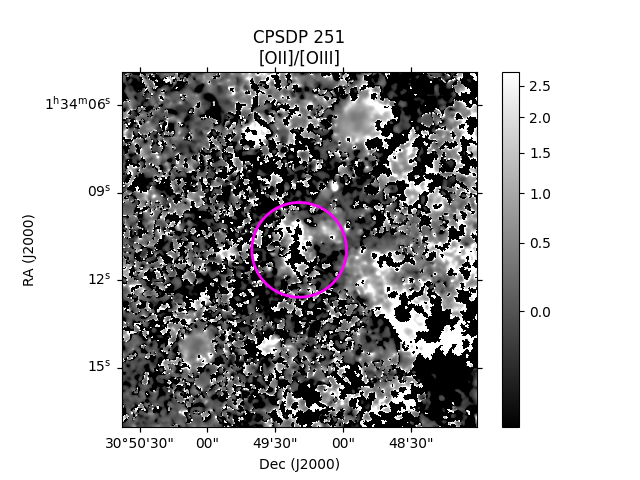 CPSDP 251
[OII]/[OIII]
1ʰ34ᵐ06ˢ
09ˢ
12ˢ
15ˢ
RA (J2000)
30°50'30" 00" 49'30" 00" 48'30"
Dec (J2000)
2.5
2.0
1.5
1.0
0.5
0.0